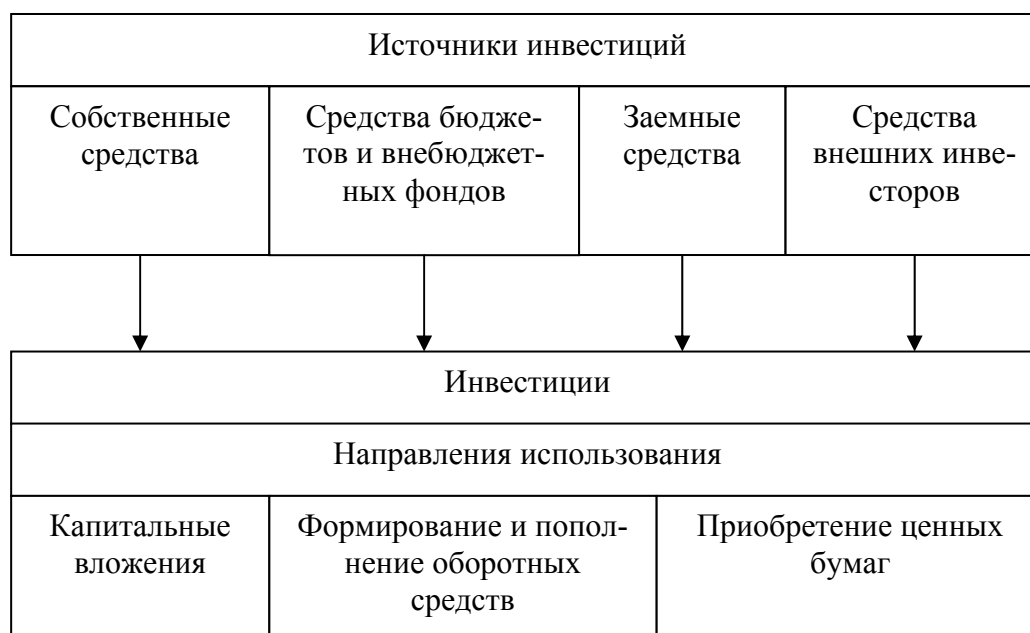 Источники инвестиций
Собственные
средства
Средства бюдже-
тов и внебюджет-
ных фондов
Заемные
средства
Средства
внешних инве-
сторов
Инвестиции
Направления использования
Капитальные
вложения
Формирование и попол-
нение оборотных
средств
Приобретение ценных
бумаг